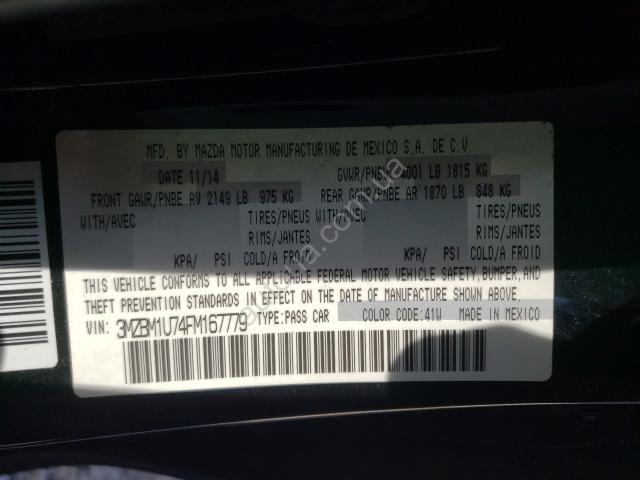 MFD. BY MAZDA MOTOR MANUFACTURING DE MEXICO S.A. DE C.V.
DATE 11/14 GVWR/PNBV 4001 LB 1815 KG
FRONT GAWR/PNBE AV 2149 LB 975 KG REAR GAWR/PNBE AR 1870 LB 848 KG
WITH/AVEC TIRES/PNEUS WITH/AVEC TIRES/PNEUS
RIMS/JANTES RIMS/JANTES
KPA/ PSI COLD/A FROID KPA/ PSI COLD/A FROID
THIS VEHICLE CONFORMS TO ALL APPLICABLE FEDERAL MOTOR VEHICLE SAFETY, BUMPER, AND
THEFT PREVENTION STANDARDS IN EFFECT ON THE DATE OF MANUFACTURE SHOWN ABOVE.
VIN: 3MZBM1U74FM167779 TYPE:PASS CAR COLOR CODE:41W MADE IN MEXICO